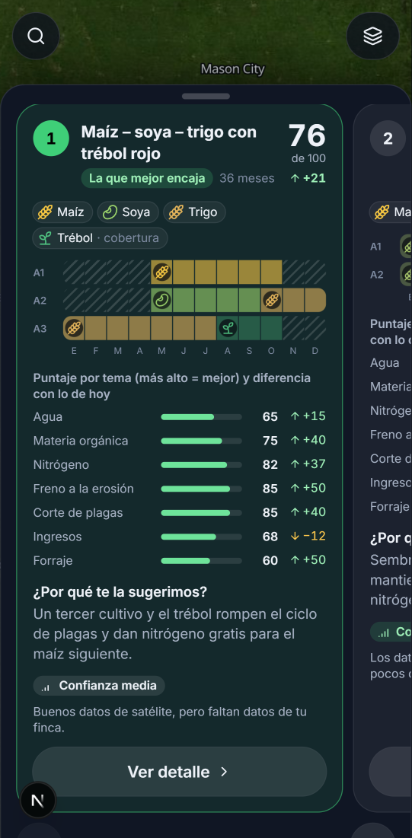 Mason City
1
Maíz – soya – trigo con
trébol rojo
76
de 100
La que mejor encaja
36 meses
↑ +21
Maíz
Soya
Trigo
Trébol · cobertura
A1
A2
A3
E F M A M J J A S O N D
Puntaje por tema (más alto = mejor) y diferencia
con lo de hoy
Agua 65 ↑ +15
Materia orgánica 75 ↑ +40
Nitrógeno 82 ↑ +37
Freno a la erosión 85 ↑ +50
Corte de plagas 85 ↑ +40
Ingresos 68 ↓ −12
Forraje 60 ↑ +50
¿Por qué te la sugerimos?
Un tercer cultivo y el trébol rompen el ciclo
de plagas y dan nitrógeno gratis para el
maíz siguiente.
Confianza media
Buenos datos de satélite, pero faltan datos de tu
finca.
Ver detalle >
N
2
Ma
A1
A2
Puntaje
con lo
Agua
Materia
Nitróge
Freno a
Corte d
Ingreso
Forraje
¿Por q
Sembr
mantie
nitróge
Co
Los dat
pocos